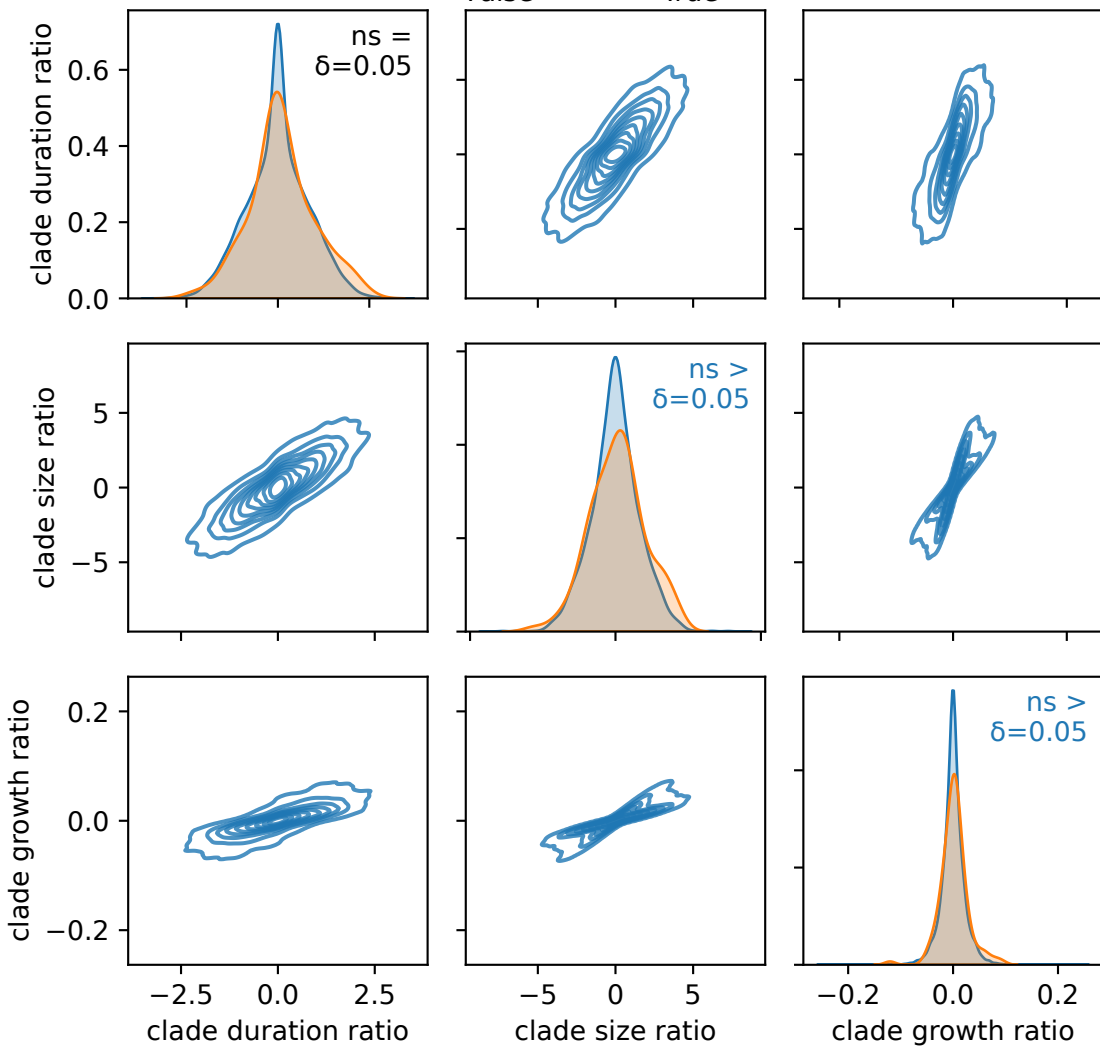 clade duration ratio
0.6
0.4
0.2
0.0
ns =
δ=0.05
clade size ratio
5
0
−5
ns >
δ=0.05
clade growth ratio
0.2
0.0
−0.2
ns >
δ=0.05
−2.5 0.0 2.5
−5 0 5
−0.2 0.0 0.2
clade duration ratio
clade size ratio
clade growth ratio